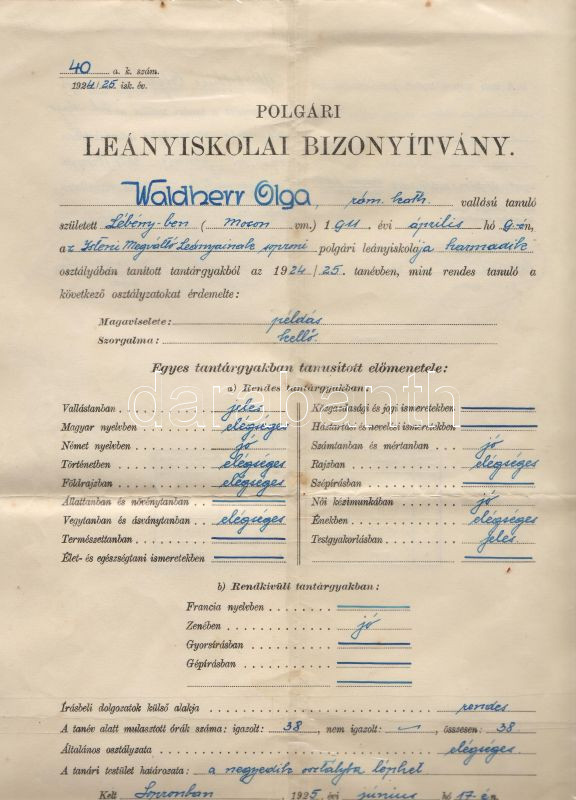 40 a. k. szám.
1924/25 isk. év.
POLGÁRI
LEÁNYISKOLAI BIZONYÍTVÁNY.
Waldherr Olga, róm. kath. vallású tanuló
született Lébény-ben (Moson vm.) 1911. évi április hó 9-én,
az Isteni Megváltó Leányainak soproni polgári leányiskolája harmadik
osztályában tanított tantárgyakból az 1924/25. tanévben, mint rendes tanuló a
következő osztályzatokat érdemelte:
Magaviselete: példás
Szorgalma: kellő.
Egyes tantárgyakban tanusított előmenetele:
a) Rendes tantárgyakban:
Vallástanban jeles
Magyar nyelvben elégséges
Német nyelvben jó
Történetben elégséges
Földrajzban elégséges
Állattanban és növénytanban
Vegytanban és ásványtanban elégséges
Természettanban
Élet- és egészségtani ismeretekben
Közgazdasági és jogi ismeretekben
Háztartási és nevelési ismeretekben
Számtanban és mértanban jó
Rajzban elégséges
Szépírásban
Női kézimunkában jó
Énekben elégséges
Testgyakorlásban jeles
b) Rendkívüli tantárgyakban:
Francia nyelvben
Zenében jó
Gyorsírásban
Gépírásban
Írásbeli dolgozatok külső alakja rendes
A tanév alatt mulasztott órák száma: igazolt: 38, nem igazolt: –, összesen: 38.
Általános osztályzata elégséges.
A tanári testület határozata: a negyedik osztályba léphet
Kelt Sopronban 1925 évi június hó 17-én
darabanth